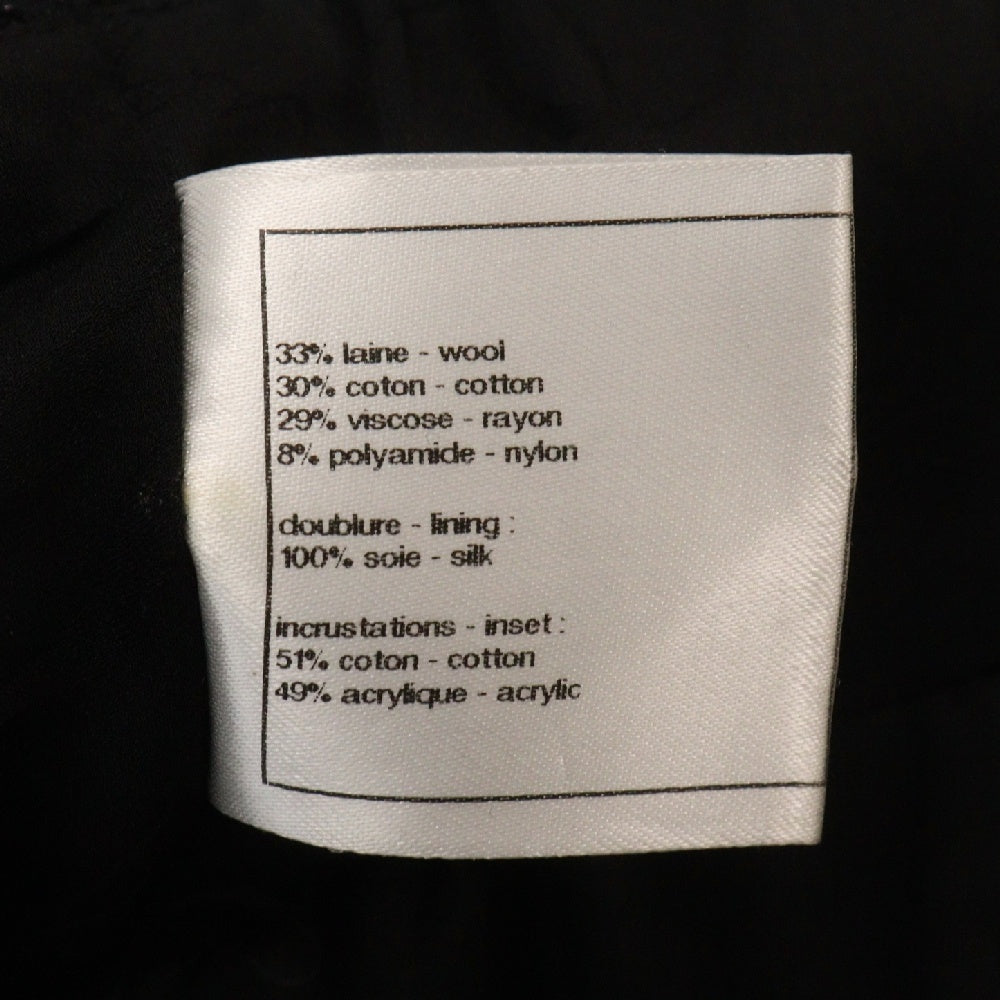 33% laine - wool
30% coton - cotton
29% viscose - rayon
8% polyamide - nylon
doublure - lining :
100% soie - silk
incrustations - inset :
51% coton - cotton
49% acrylique - acrylic